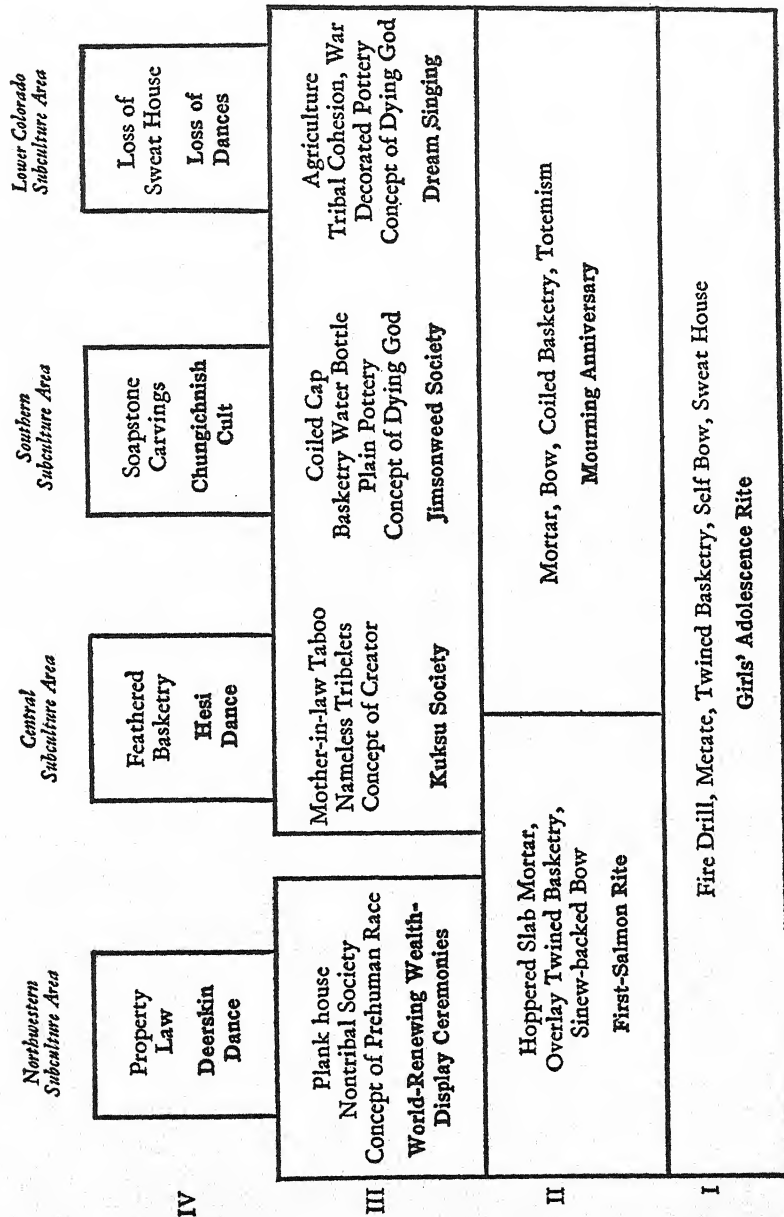 Northwestern
Subculture Area
Central
Subculture Area
Southern
Subculture Area
Lower Colorado
Subculture Area
IV
Property
Law
Deerskin
Dance
Feathered
Basketry
Hesi
Dance
Soapstone
Carvings
Chungichnish
Cult
Loss of
Sweat House
Loss of
Dances
III
Plank house
Nontribal Society
Concept of Prehuman Race
World-Renewing Wealth-
Display Ceremonies
Mother-in-law Taboo
Nameless Tribelets
Concept of Creator
Kuksu Society
Coiled Cap
Basketry Water Bottle
Plain Pottery
Concept of Dying God
Jimsonweed Society
Agriculture
Tribal Cohesion, War
Decorated Pottery
Concept of Dying God
Dream Singing
II
Hoppered Slab Mortar,
Overlay Twined Basketry,
Sinew-backed Bow
First-Salmon Rite
Mortar, Bow, Coiled Basketry, Totemism
Mourning Anniversary
I
Fire Drill, Metate, Twined Basketry, Self Bow, Sweat House
Girls' Adolescence Rite